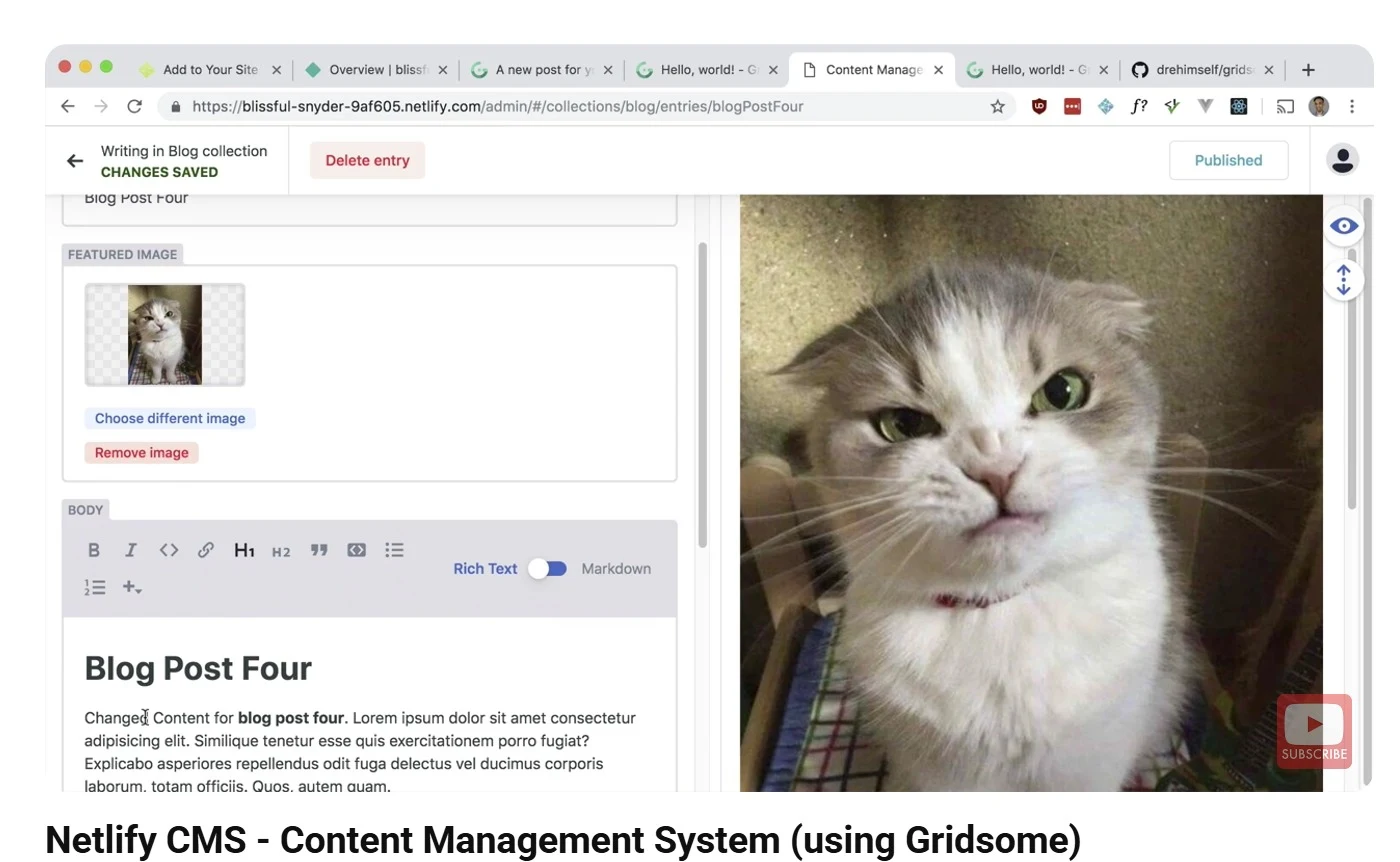 Add to Your Site
Overview | blissf
A new post for y
Hello, world! - G
Content Manage
Hello, world! - G
drehimself/grids
https://blissful-snyder-9af605.netlify.com/admin/#/collections/blog/entries/blogPostFour
f?
Writing in Blog collection
CHANGES SAVED
Delete entry
Published
Blog Post Four
FEATURED IMAGE
Choose different image
Remove image
BODY
B I <> H1 H2
Rich Text
Markdown
Blog Post Four
Changed Content for blog post four. Lorem ipsum dolor sit amet consectetur
adipisicing elit. Similique tenetur esse quis exercitationem porro fugiat?
Explicabo asperiores repellendus odit fuga delectus vel ducimus corporis
laborum, totam officiis. Quos, autem quam.
SUBSCRIBE
Netlify CMS - Content Management System (using Gridsome)